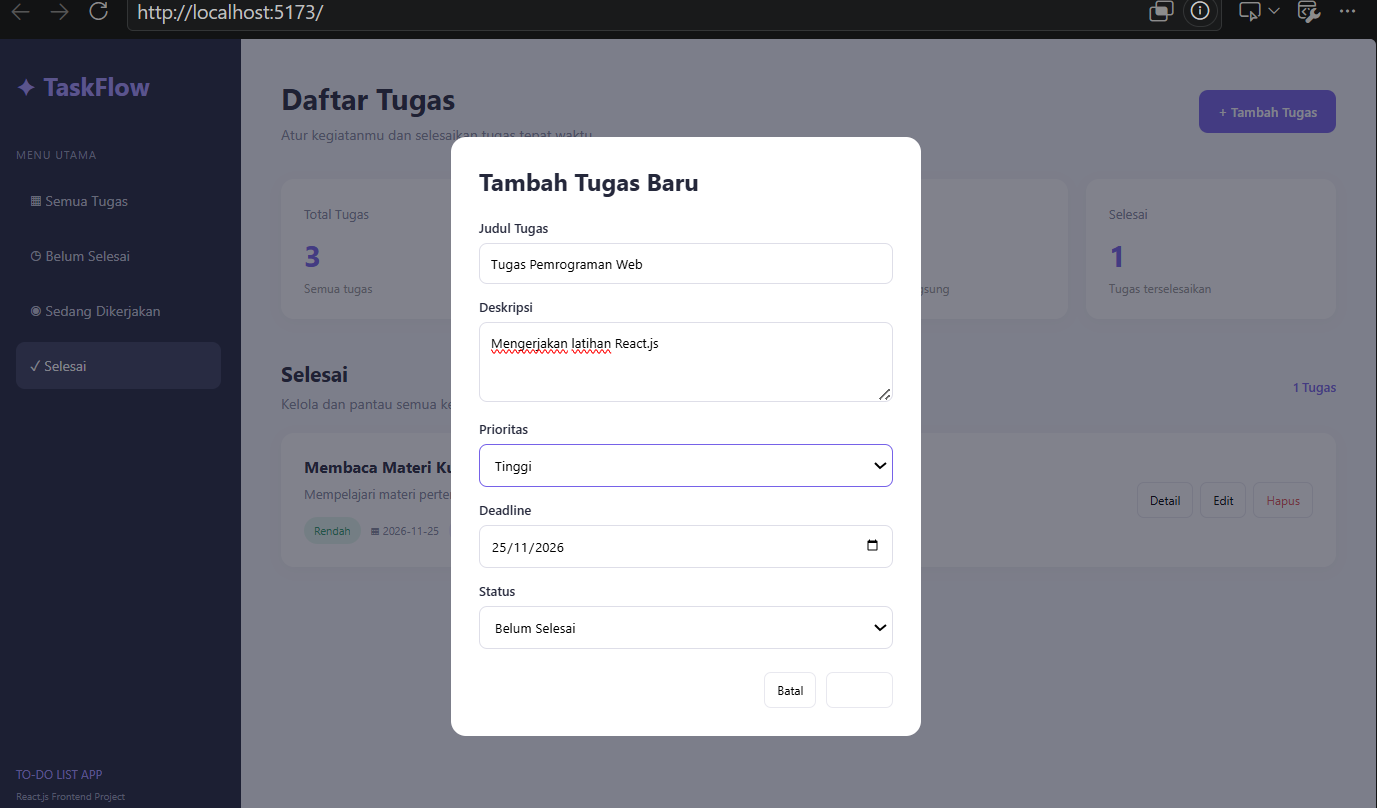 http://localhost:5173/
TaskFlow
MENU UTAMA
Semua Tugas
Belum Selesai
Sedang Dikerjakan
✓ Selesai
TO-DO LIST APP
React.js Frontend Project
Daftar Tugas
Atur kegiatanmu dan selesaikan tugas tepat waktu
+ Tambah Tugas
Total Tugas
3
Semua tugas
Selesai
1
Tugas terselesaikan
Selesai
Kelola dan pantau semua
1 Tugas
Membaca Materi
Mempelajari materi
Rendah
2026-11-25
Detail
Edit
Hapus
Tambah Tugas Baru
Judul Tugas
Tugas Pemrograman Web
Deskripsi
Mengerjakan latihan React.js
Prioritas
Tinggi
Deadline
25/11/2026
Status
Belum Selesai
Batal